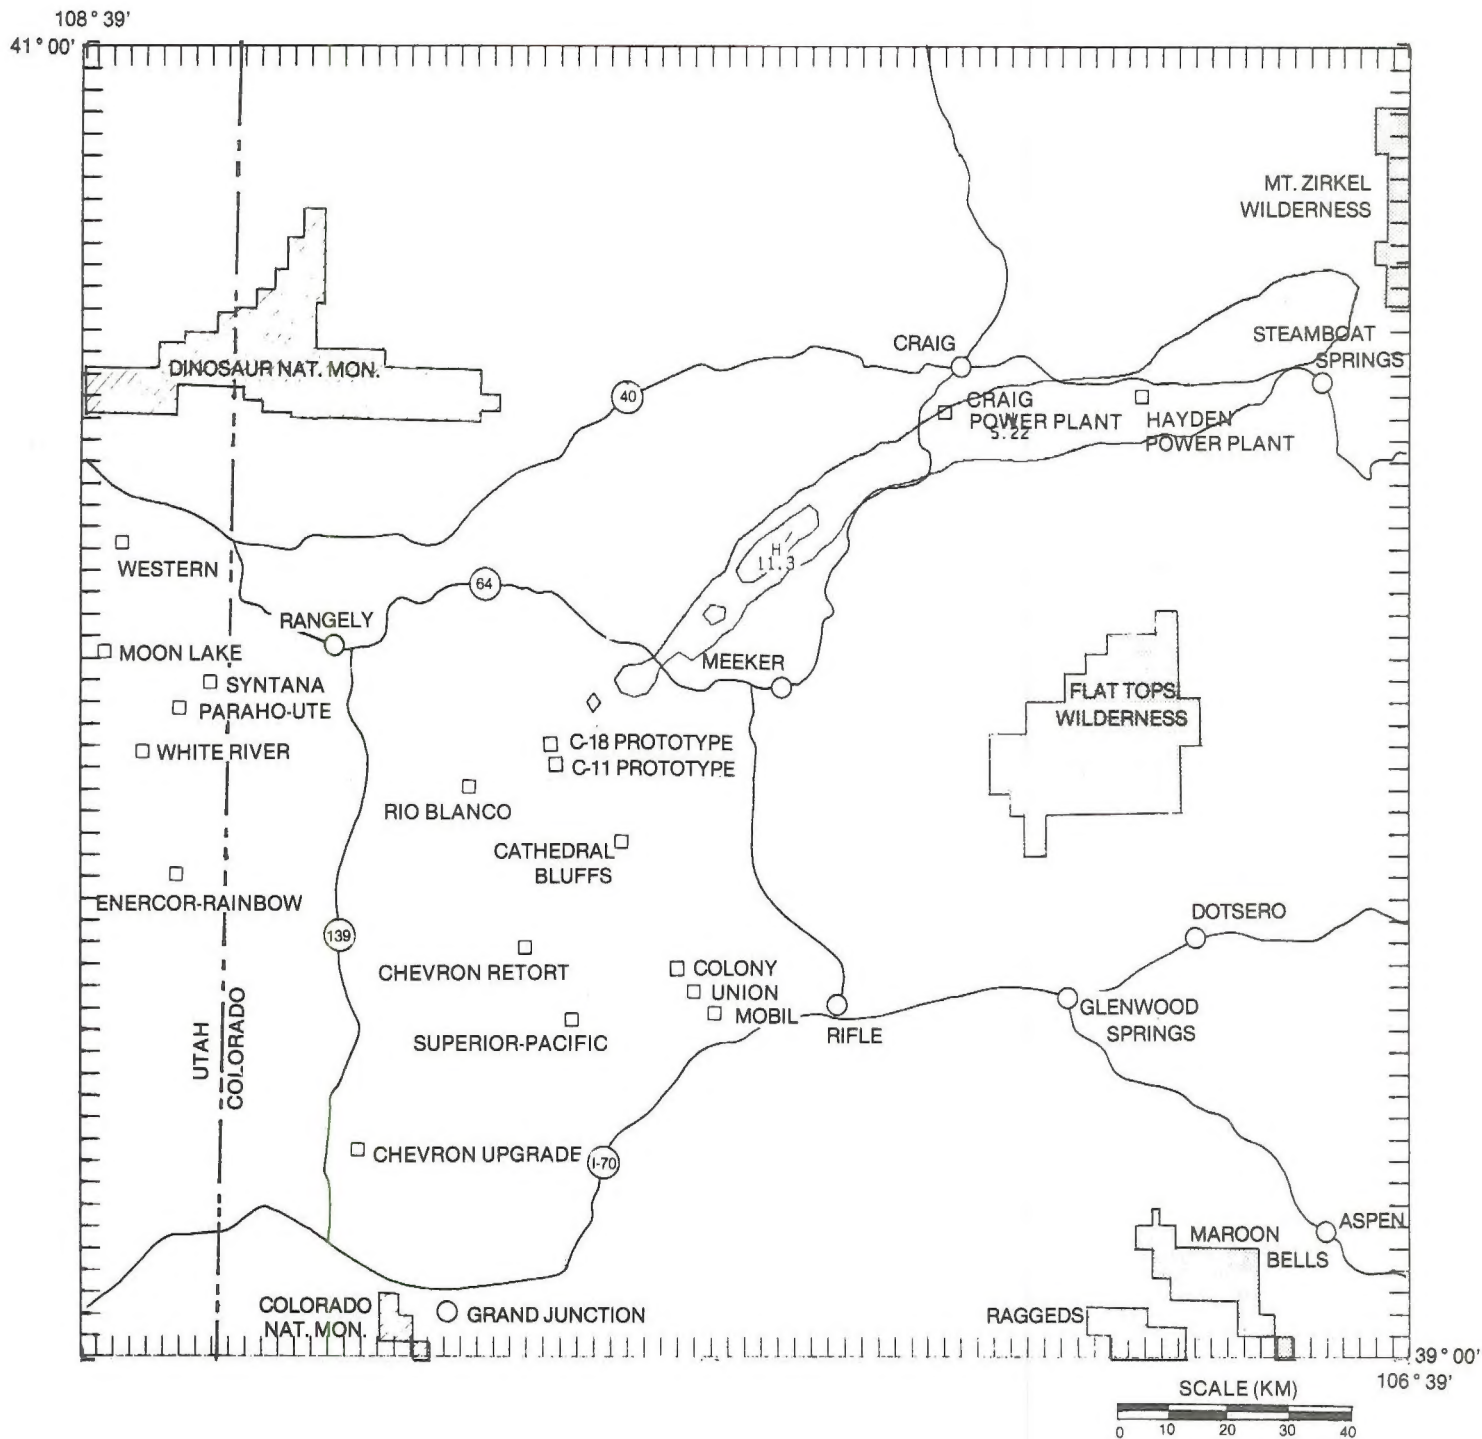 108° 39'
41° 00'
MT. ZIRKEL
WILDERNESS
STEAMBOAT
SPRINGS
CRAIG
DINOSAUR NAT. MON.
40
CRAIG
POWER PLANT
5.22
HAYDEN
POWER PLANT
H
11.3
WESTERN
64
RANGELY
MOON LAKE
MEEKER
SYNTANA
PARAHO-UTE
FLAT TOPS
WILDERNESS
WHITE RIVER
C-18 PROTOTYPE
C-11 PROTOTYPE
RIO BLANCO
CATHEDRAL
BLUFFS
ENERCOR-RAINBOW
DOTSERO
139
CHEVRON RETORT
COLONY
UNION
MOBIL
GLENWOOD
SPRINGS
RIFLE
SUPERIOR-PACIFIC
UTAH
COLORADO
CHEVRON UPGRADE
I-70
ASPEN
MAROON
BELLS
COLORADO
NAT. MON.
GRAND JUNCTION
RAGGEDS
39° 00'
106° 39'
SCALE (KM)
0 10 20 30 40